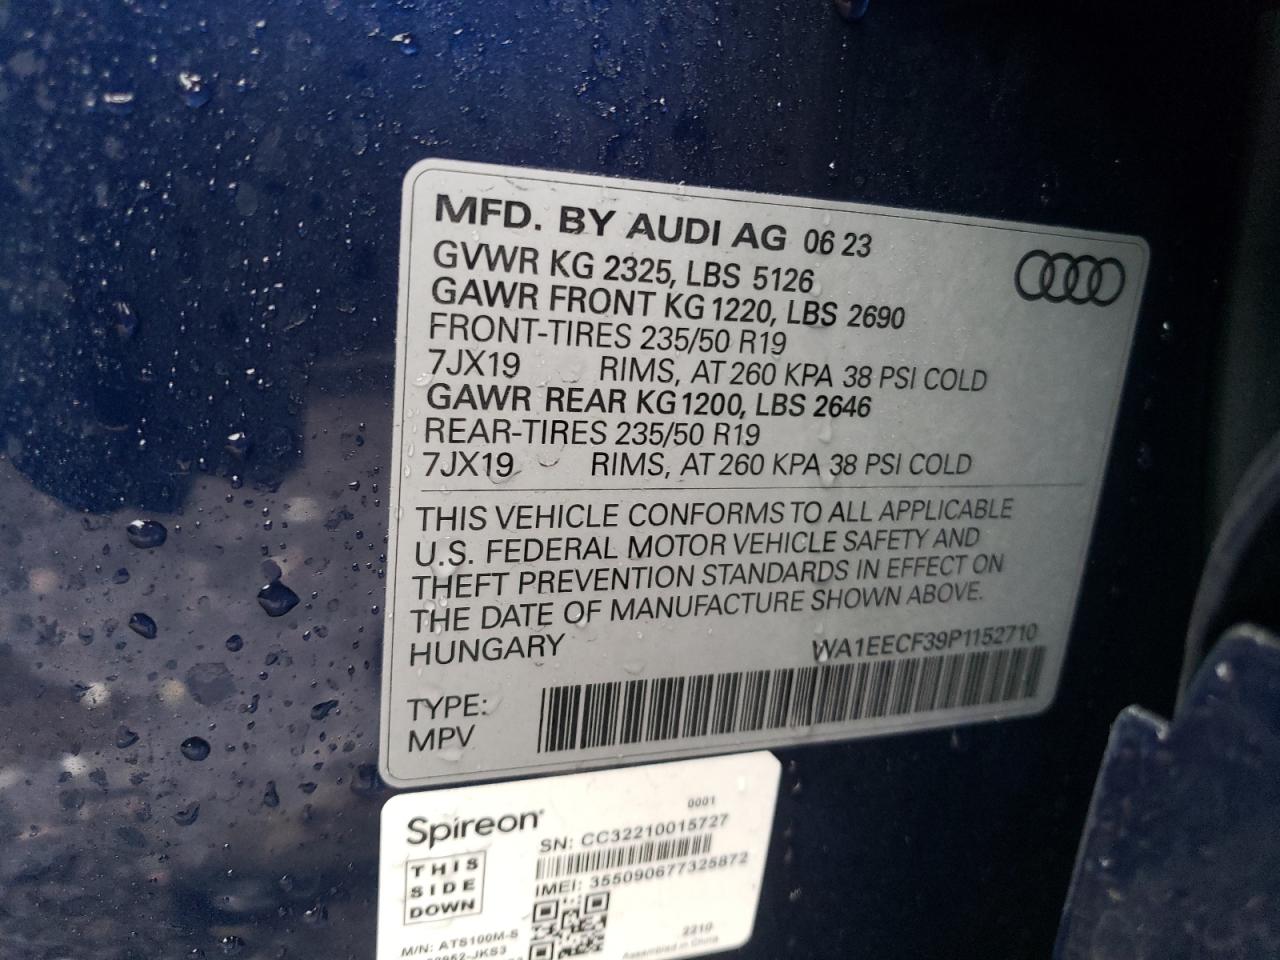 MFD. BY AUDI AG 06 23
GVWR KG 2325, LBS 5126
GAWR FRONT KG 1220, LBS 2690
FRONT-TIRES 235/50 R19
7JX19 RIMS, AT 260 KPA 38 PSI COLD
GAWR REAR KG 1200, LBS 2646
REAR-TIRES 235/50 R19
7JX19 RIMS, AT 260 KPA 38 PSI COLD
THIS VEHICLE CONFORMS TO ALL APPLICABLE
U.S. FEDERAL MOTOR VEHICLE SAFETY AND
THEFT PREVENTION STANDARDS IN EFFECT ON
THE DATE OF MANUFACTURE SHOWN ABOVE.
HUNGARY WA1EECF39P1152710
TYPE:
MPV
Spireon 0001
SN: CC32210015727
THIS
SIDE
DOWN
IMEI: 355090677325872
M/N: ATS100M-S
2210
Assembled in China